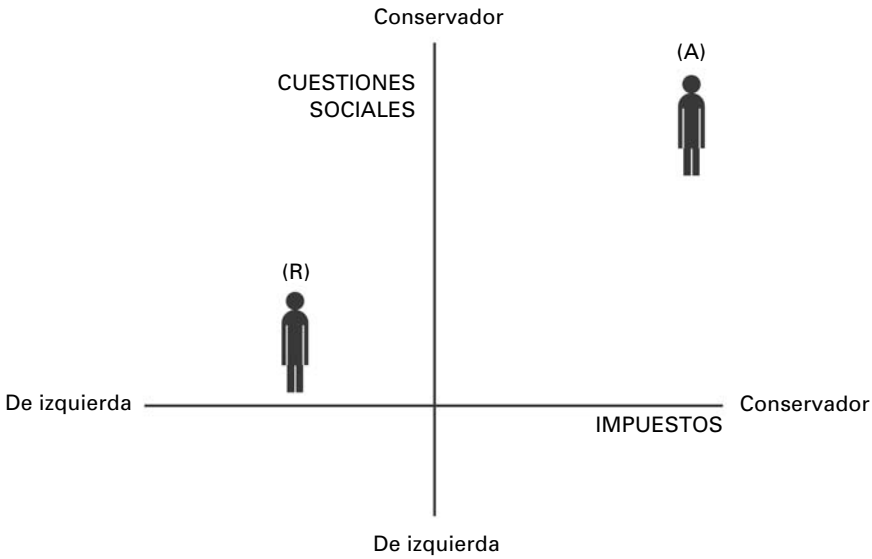 Conservador
(A)
CUESTIONES
SOCIALES
(R)
De izquierda
Conservador
IMPUESTOS
De izquierda